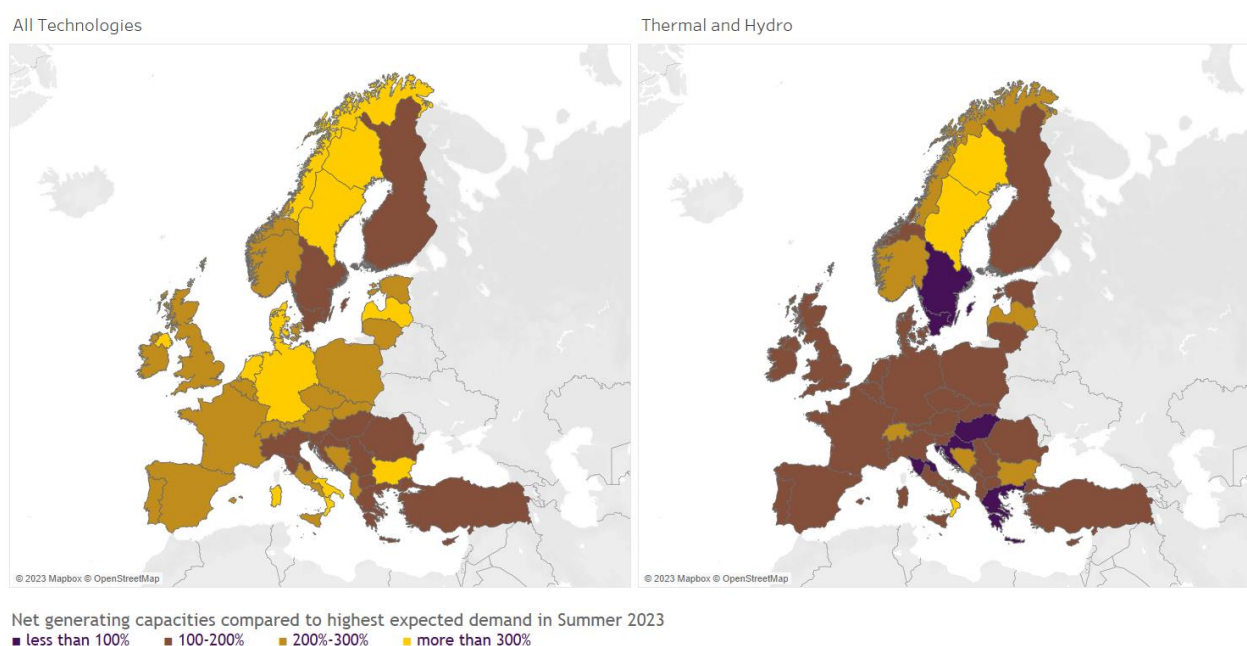 All Technologies
Thermal and Hydro
© 2023 Mapbox © OpenStreetMap
© 2023 Mapbox © OpenStreetMap
Net generating capacities compared to highest expected demand in Summer 2023
less than 100% 100-200% 200%-300% more than 300%